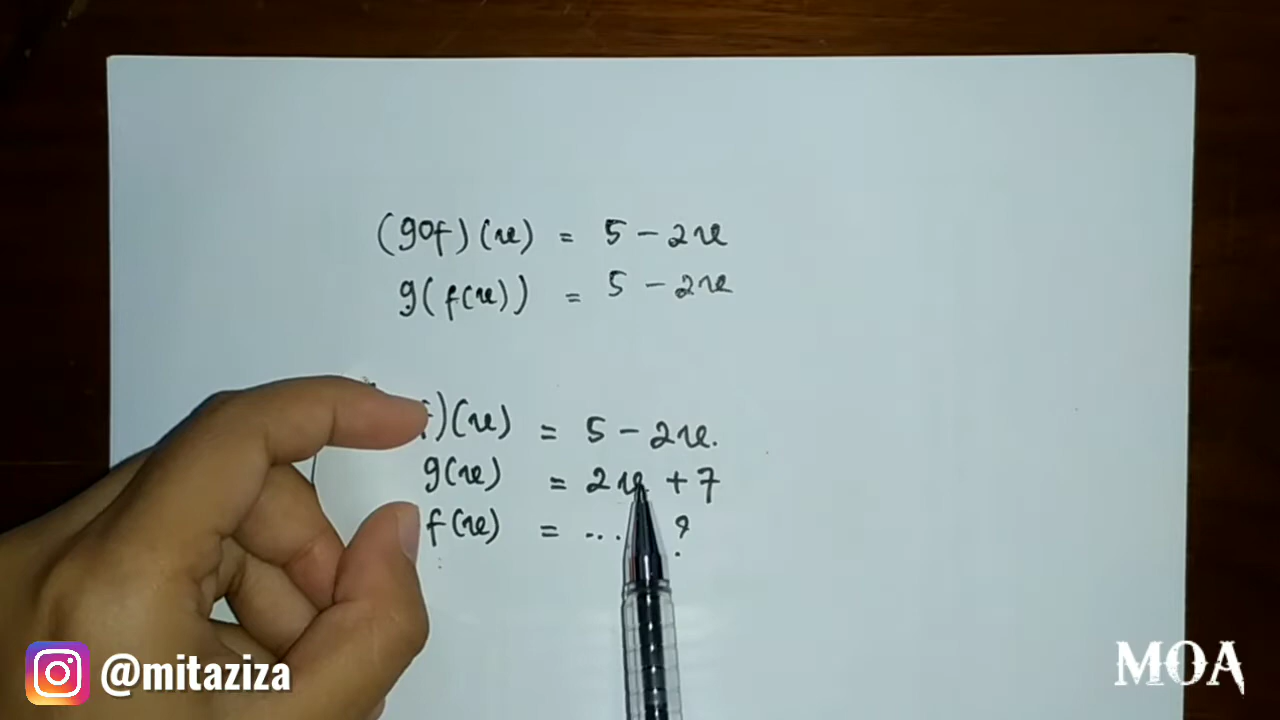 (gof)(x) = 5 - 2x
g(f(x)) = 5 - 2x
f)(x) = 5 - 2x.
g(x) = 2x + 7
f(x) = ... ?
@mitaziza
MOA